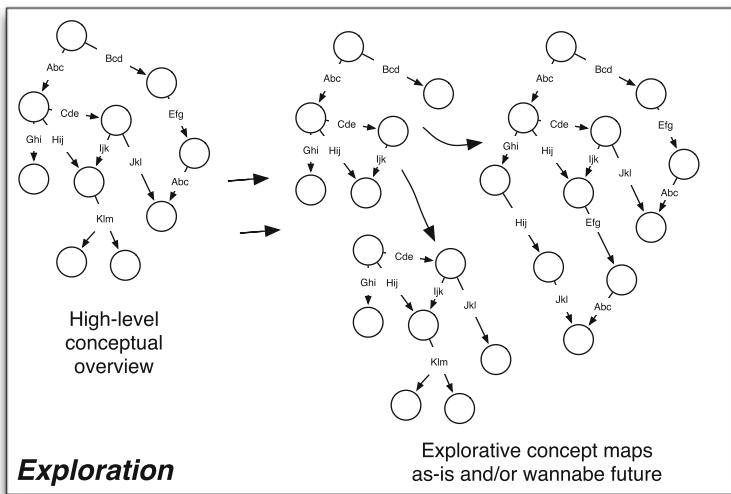 Abc
Bcd
Cde
Efg
Ghi
Hij
Ijk
Jkl
Abc
Klm
High-level
conceptual
overview
Abc
Bcd
Cde
Ghi
Hij
Ijk
Cde
Ghi
Hij
Ijk
Jkl
Klm
Abc
Bcd
Cde
Efg
Ghi
Hij
Ijk
Jkl
Abc
Hij
Efg
Jkl
Abc
Explorative concept maps
as-is and/or wannabe future
Exploration